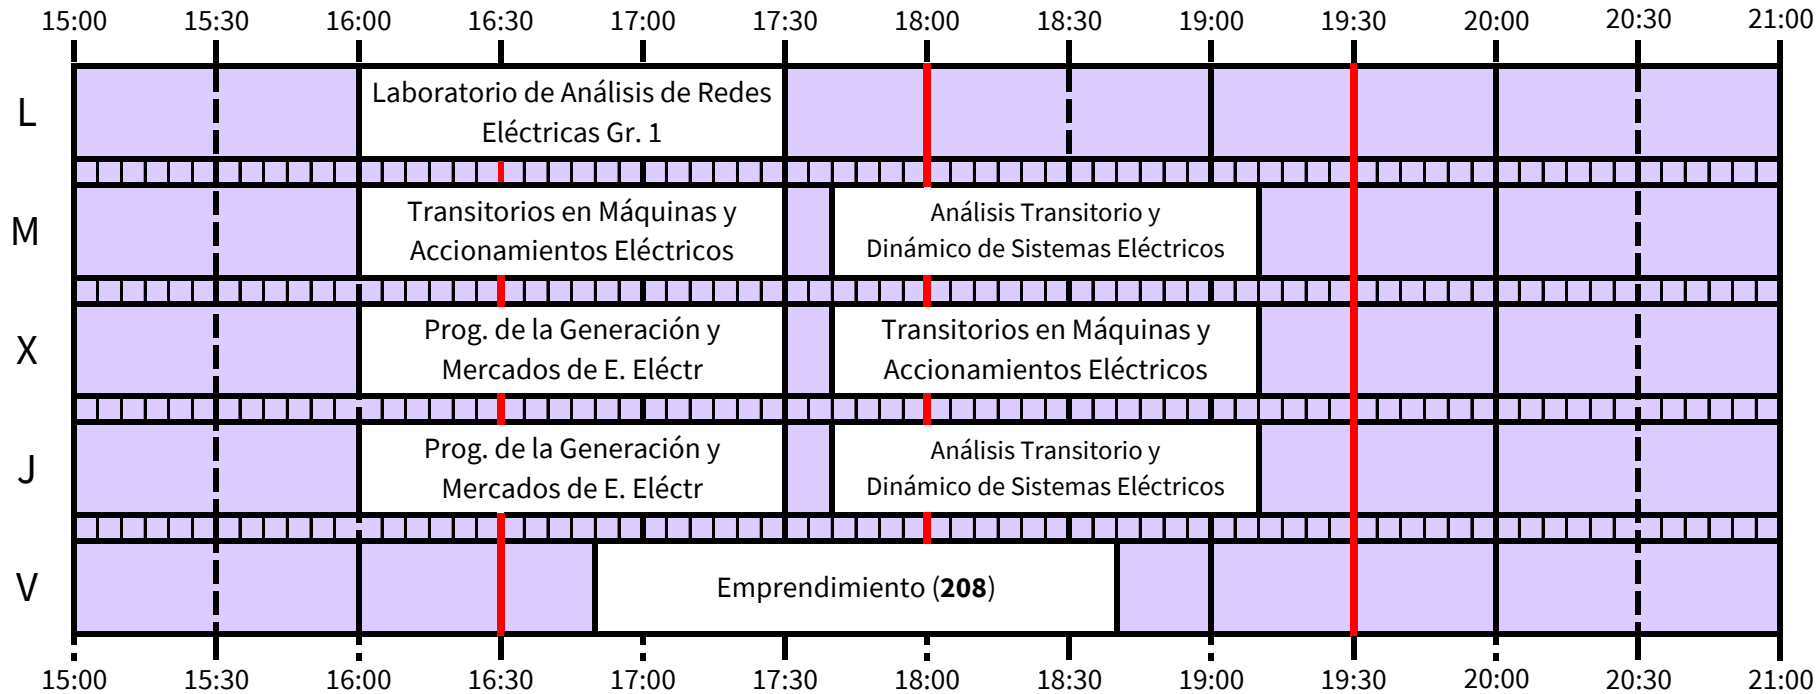 15:00 15:30 16:00 16:30 17:00 17:30 18:00 18:30 19:00 19:30 20:00 20:30 21:00
L
Laboratorio de Análisis de Redes
Eléctricas Gr. 1
M
Transitorios en Máquinas y
Accionamientos Eléctricos
Análisis Transitorio y
Dinámico de Sistemas Eléctricos
X
Prog. de la Generación y
Mercados de E. Eléctr
Transitorios en Máquinas y
Accionamientos Eléctricos
J
Prog. de la Generación y
Mercados de E. Eléctr
Análisis Transitorio y
Dinámico de Sistemas Eléctricos
V
Emprendimiento (208)
15:00 15:30 16:00 16:30 17:00 17:30 18:00 18:30 19:00 19:30 20:00 20:30 21:00